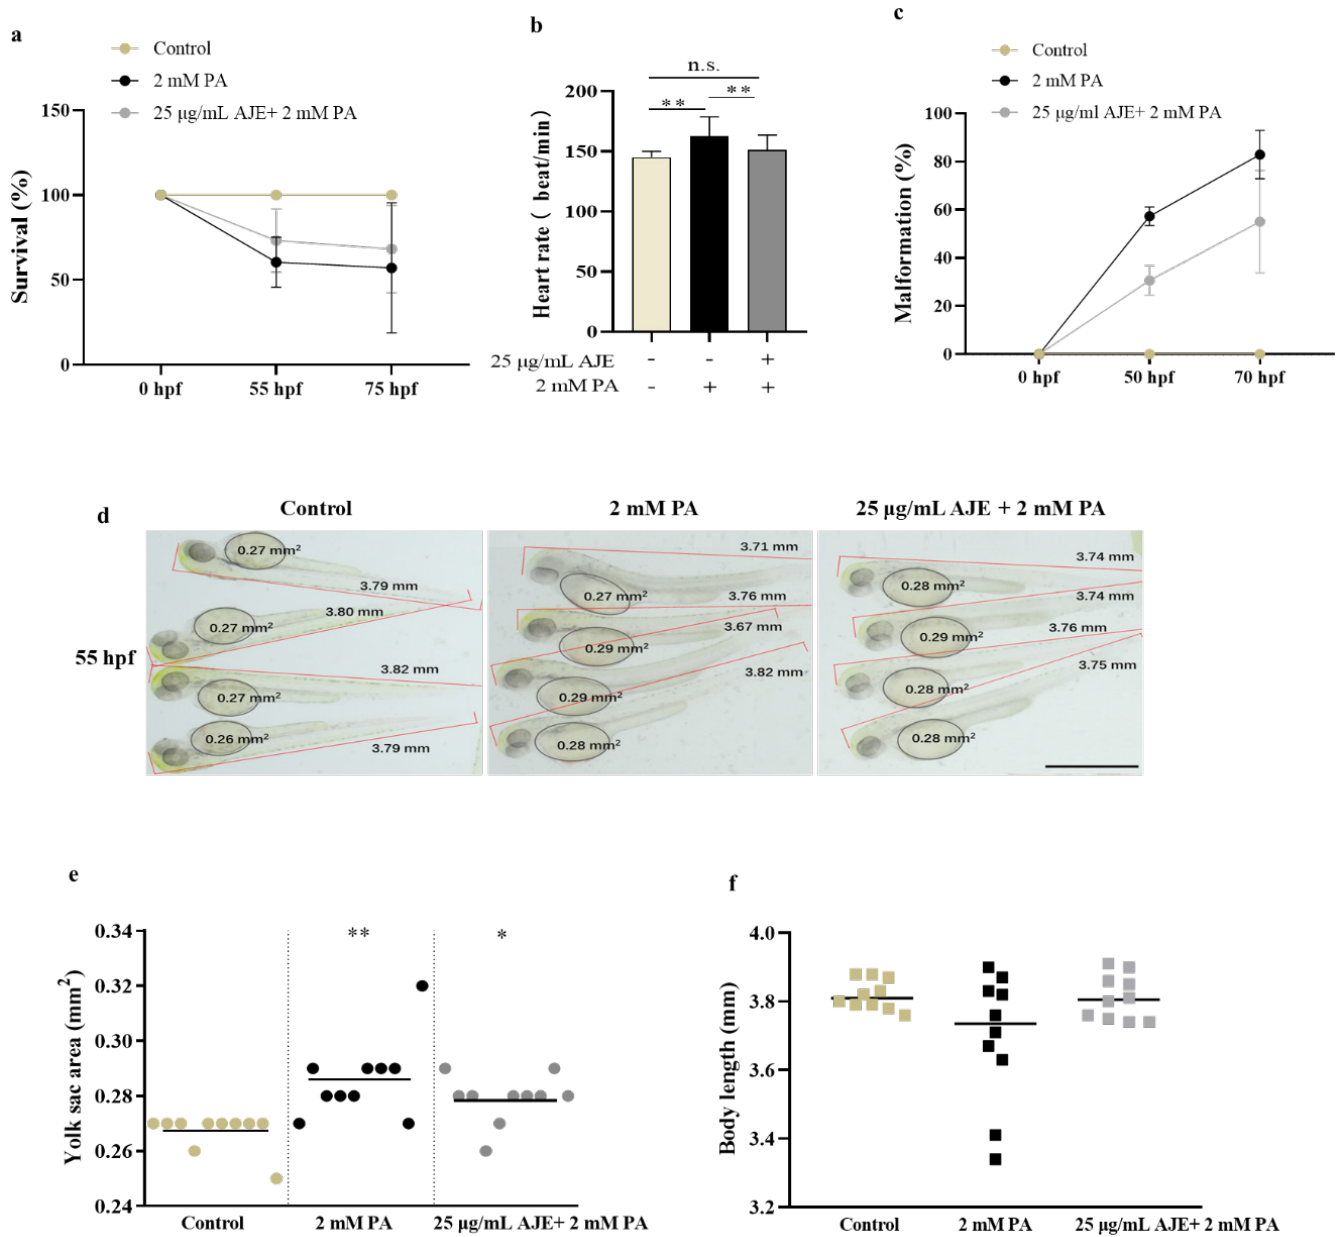 a
Control
2 mM PA
25 μg/mL AJE+ 2 mM PA
150
100
50
0
Survival (%)
0 hpf
55 hpf
75 hpf
b
n.s.
**
**
200
150
100
50
0
Heart rate ( beat/min)
25 μg/mL AJE
-
-
+
2 mM PA
-
+
+
c
Control
2 mM PA
25 μg/ml AJE+ 2 mM PA
100
80
60
40
20
0
Malformation (%)
0 hpf
50 hpf
70 hpf
d
Control
2 mM PA
25 μg/mL AJE + 2 mM PA
55 hpf
0.27 mm²
3.79 mm
3.80 mm
0.27 mm²
3.82 mm
0.27 mm²
0.26 mm²
3.79 mm
3.71 mm
0.27 mm²
3.76 mm
3.67 mm
0.29 mm²
3.82 mm
0.29 mm²
0.28 mm²
3.74 mm
0.28 mm²
3.74 mm
3.76 mm
0.29 mm²
3.75 mm
0.28 mm²
0.28 mm²
e
0.34
0.32
0.30
0.28
0.26
0.24
Yolk sac area (mm²)
**
*
Control
2 mM PA
25 μg/mL AJE+ 2 mM PA
f
4.0
3.8
3.6
3.4
3.2
Body length (mm)
Control
2 mM PA
25 μg/mL AJE+ 2 mM PA